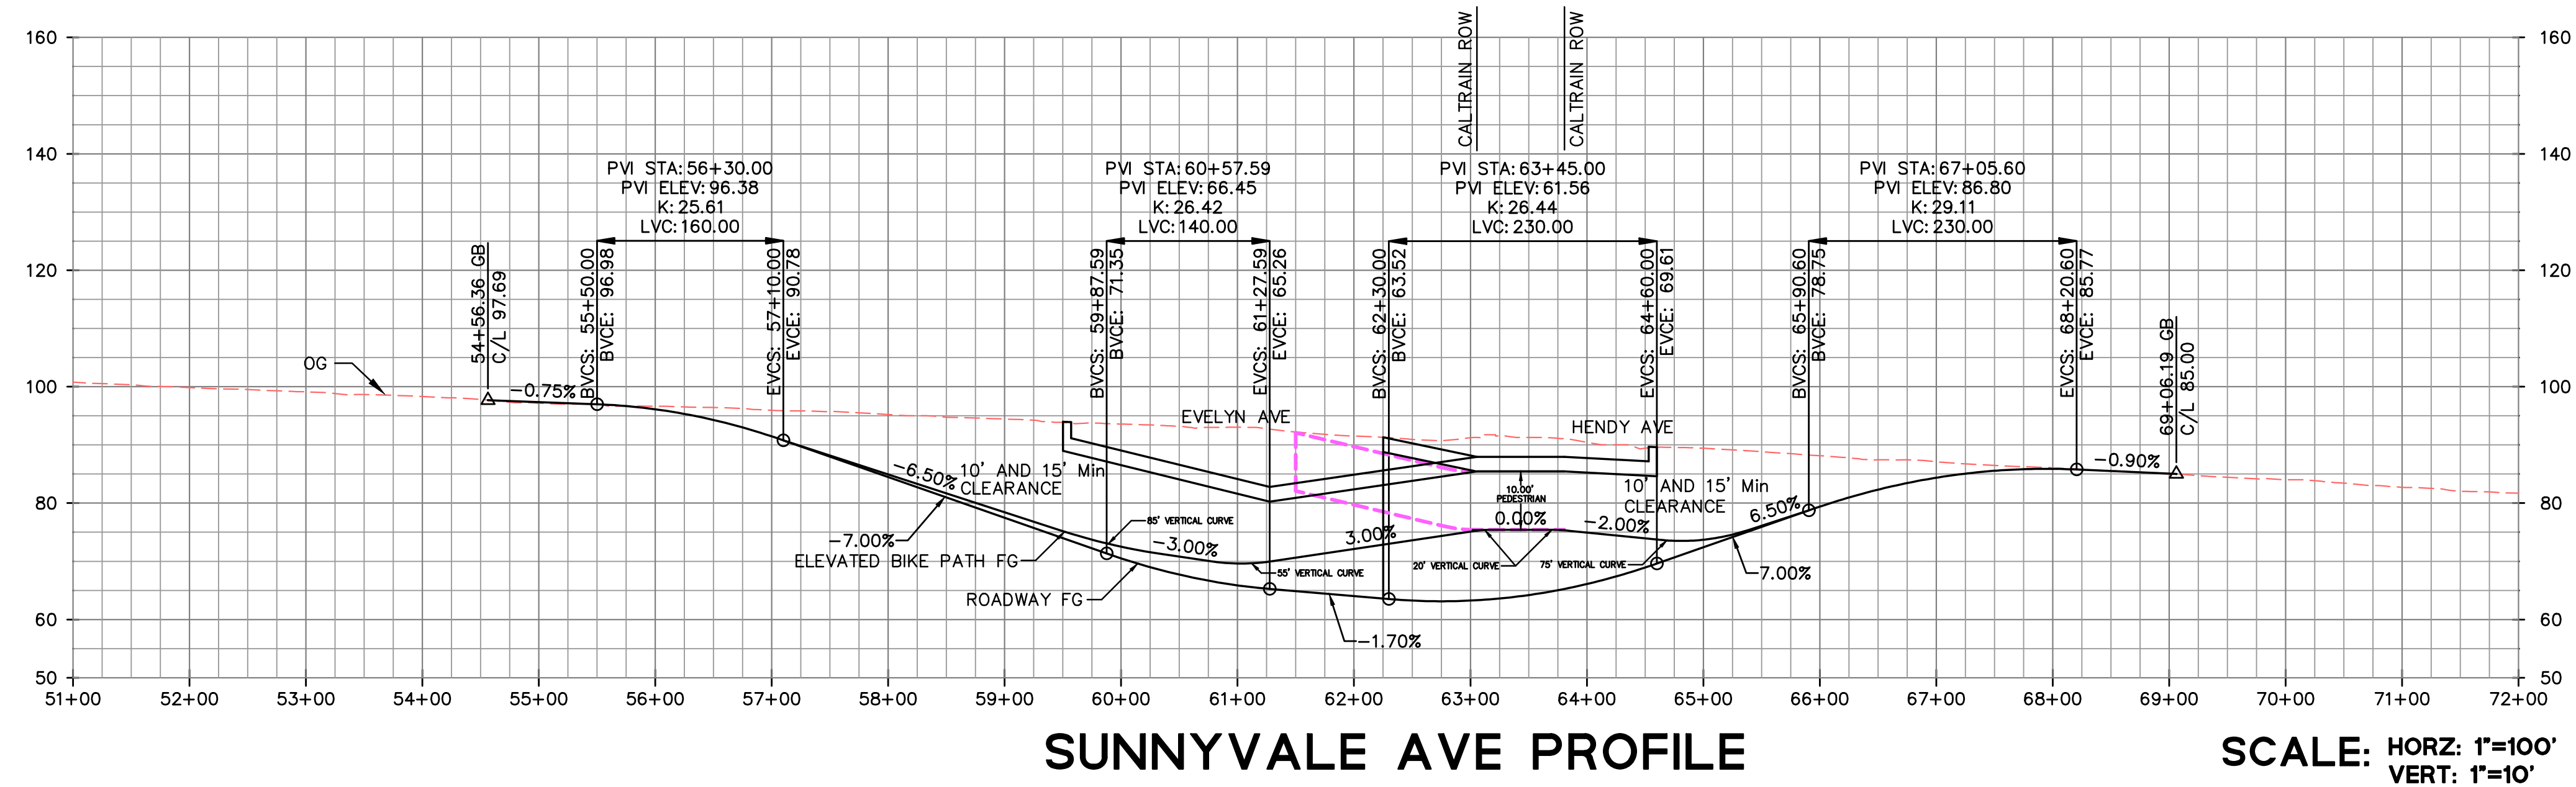 CALTRAIN ROW
CALTRAIN ROW
160
160
140
140
PVI STA: 56+30.00
PVI ELEV: 96.38
K: 25.61
LVC: 160.00
PVI STA: 60+57.59
PVI ELEV: 66.45
K: 26.42
LVC: 140.00
PVI STA: 63+45.00
PVI ELEV: 61.56
K: 26.44
LVC: 230.00
PVI STA: 67+05.60
PVI ELEV: 86.80
K: 29.11
LVC: 230.00
120
120
54+56.36 GB
C/L 97.69
BVCS: 55+50.00
BVCE: 96.98
EVCS: 57+10.00
EVCE: 90.78
BVCS: 59+87.59
BVCE: 71.35
EVCS: 61+27.59
EVCE: 65.26
BVCS: 62+30.00
BVCE: 63.52
EVCS: 64+60.00
EVCE: 69.61
BVCS: 65+90.60
BVCE: 78.75
EVCS: 68+20.60
EVCE: 85.77
69+06.19 GB
C/L 85.00
OG
100
100
-0.75%
EVELYN AVE
HENDY AVE
-6.50%
10' AND 15' Min
CLEARANCE
-0.90%
80
80
10.00'
PEDESTRIAN
10' AND 15' Min
CLEARANCE
0.00%
-2.00%
6.50%
85' VERTICAL CURVE
-7.00%
-3.00%
3.00%
ELEVATED BIKE PATH FG
55' VERTICAL CURVE
20' VERTICAL CURVE
75' VERTICAL CURVE
7.00%
ROADWAY FG
60
60
-1.70%
50
50
51+00 52+00 53+00 54+00 55+00 56+00 57+00 58+00 59+00 60+00 61+00 62+00 63+00 64+00 65+00 66+00 67+00 68+00 69+00 70+00 71+00 72+00
SUNNYVALE AVE PROFILE
SCALE: HORZ: 1"=100'
VERT: 1"=10'